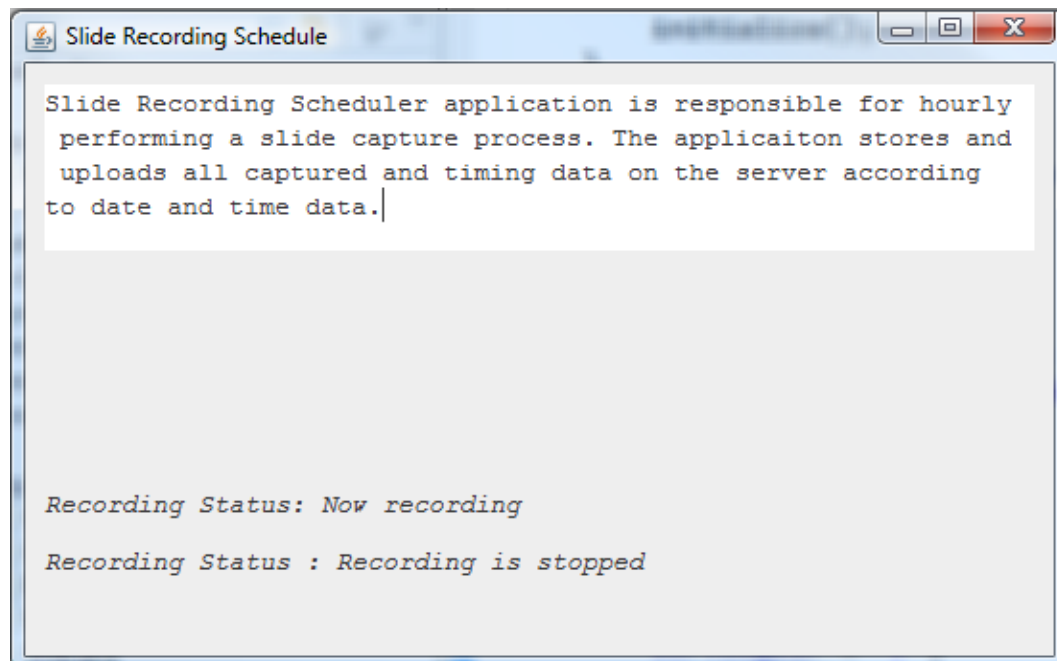 Slide Recording Schedule
Slide Recording Scheduler application is responsible for hourly
performing a slide capture process. The applicaiton stores and
uploads all captured and timing data on the server according
to date and time data.
Recording Status: Now recording
Recording Status : Recording is stopped